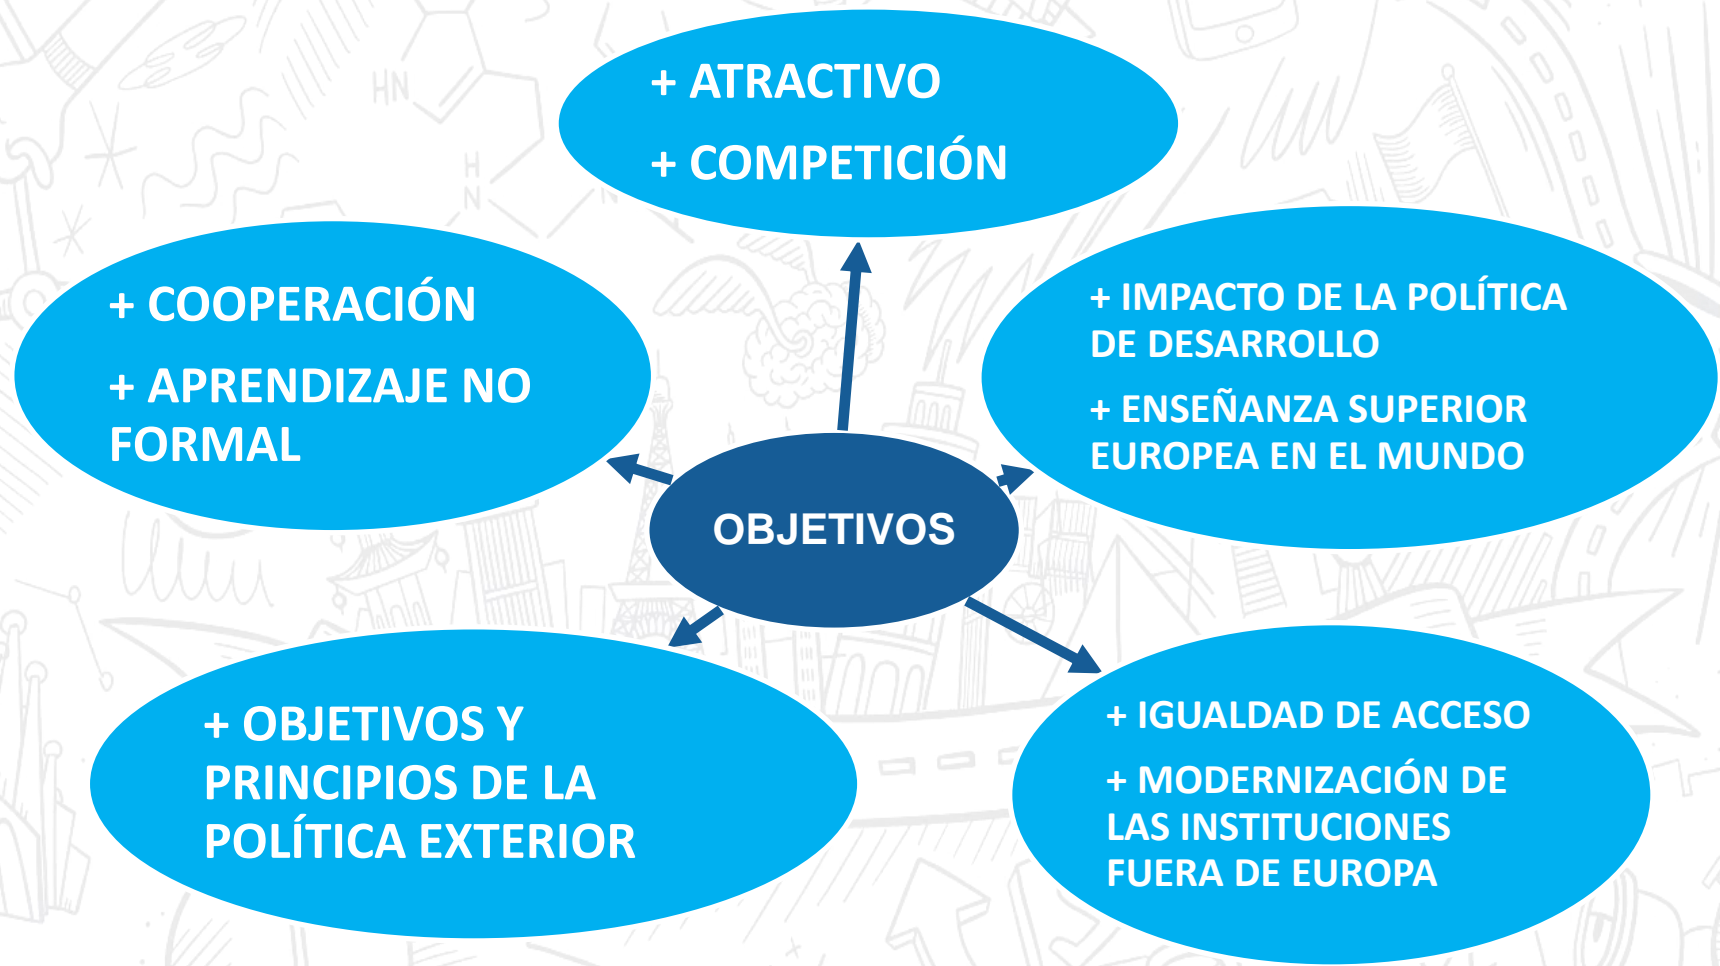 + ATRACTIVO
+ COMPETICIÓN
+ COOPERACIÓN
+ APRENDIZAJE NO
FORMAL
+ IMPACTO DE LA POLÍTICA
DE DESARROLLO
+ ENSEÑANZA SUPERIOR
EUROPEA EN EL MUNDO
OBJETIVOS
+ OBJETIVOS Y
PRINCIPIOS DE LA
POLÍTICA EXTERIOR
+ IGUALDAD DE ACCESO
+ MODERNIZACIÓN DE
LAS INSTITUCIONES
FUERA DE EUROPA
HN
H
N